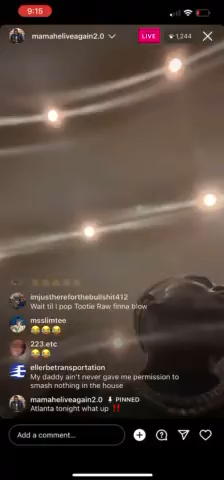 9:15
mamaheliveagain2.0
LIVE
1,244
imjusthereforthebullshit412
Wait til I pop Tootie Raw finna blow
msslimtee
😂😂😂
223.etc
😂😂😂
ellerbetransportation
My daddy ain't never gave me permission to
smash nothing in the house
mamaheliveagain2.0 PINNED
Atlanta tonight what up ‼️
Add a comment...